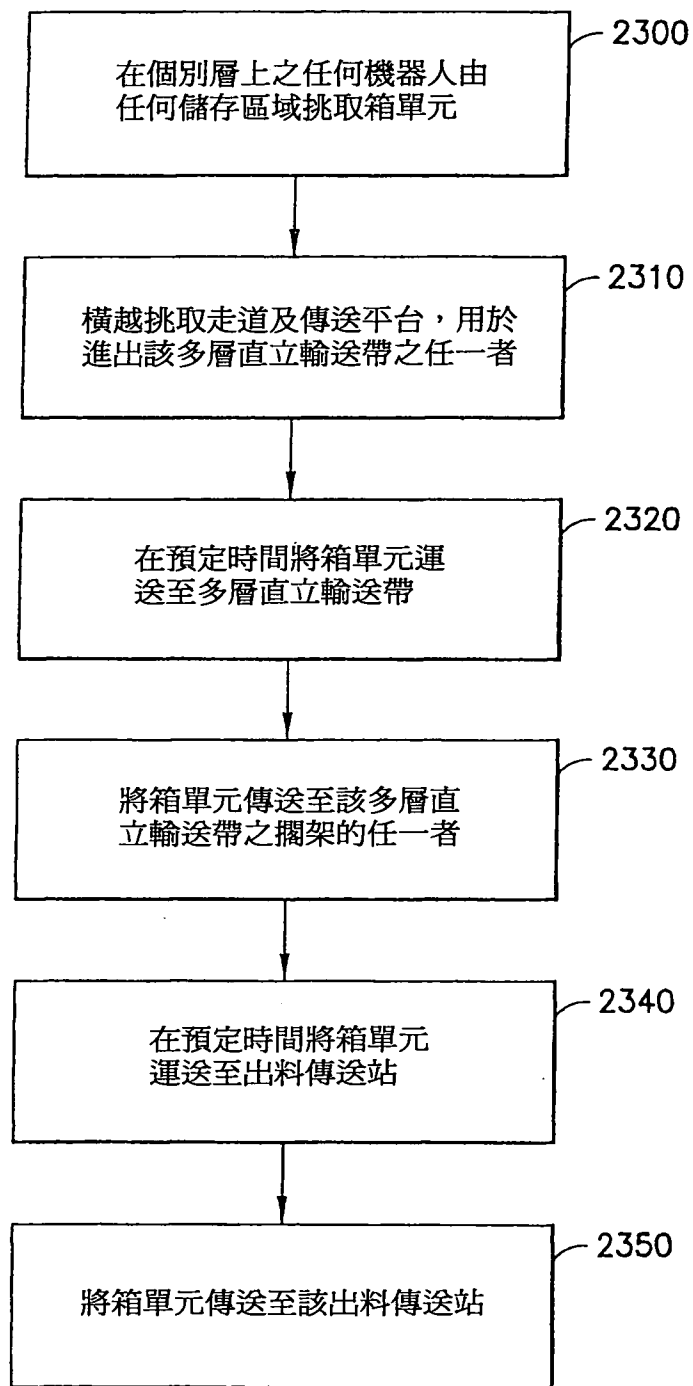 2300
在個別層上之任何機器人由
任何儲存區域挑取箱單元
2310
橫越挑取走道及傳送平台，用於
進出該多層直立輸送帶之任一者
2320
在預定時間將箱單元運
送至多層直立輸送帶
2330
將箱單元傳送至該多層直
立輸送帶之擱架的任一者
2340
在預定時間將箱單元
運送至出料傳送站
2350
將箱單元傳送至該出料傳送站